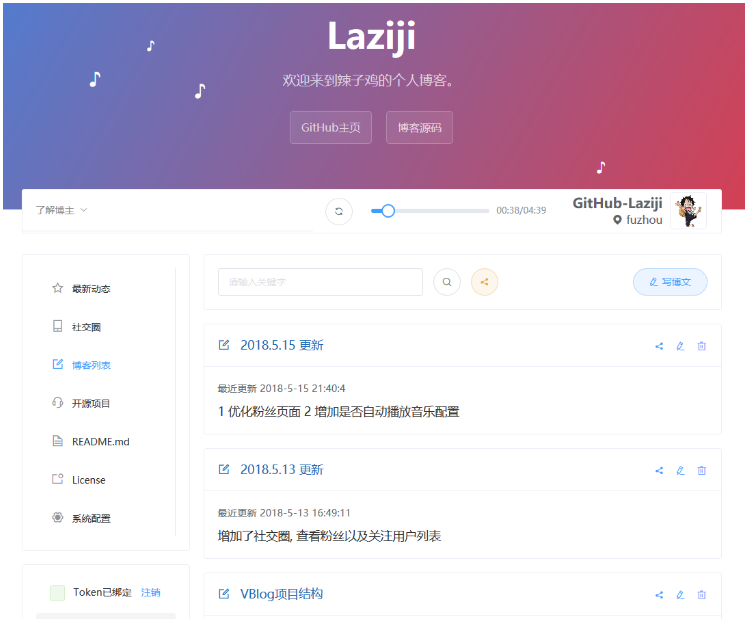 Laziji
欢迎来到辣子鸡的个人博客。
GitHub主页
博客源码
了解博主
00:38/04:39
GitHub-Laziji
fuzhou
最新动态
社交圈
博客列表
开源项目
README.md
License
系统配置
Token已绑定 注销
请输入关键字
写博文
2018.5.15 更新
最近更新 2018-5-15 21:40:4
1 优化粉丝页面 2 增加是否自动播放音乐配置
2018.5.13 更新
最近更新 2018-5-13 16:49:11
增加了社交圈, 查看粉丝以及关注用户列表
VBlog项目结构